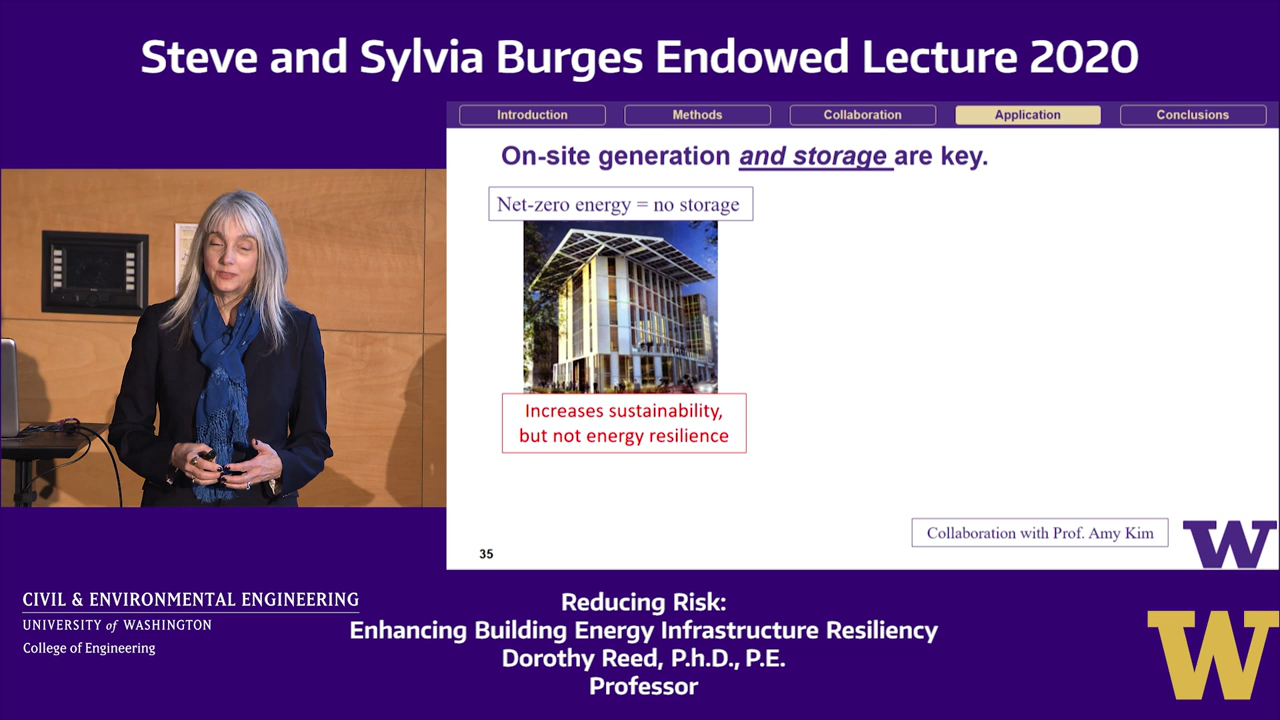 Steve and Sylvia Burges Endowed Lecture 2020
Introduction
Methods
Collaboration
Application
Conclusions
On-site generation and storage are key.
Net-zero energy = no storage
Increases sustainability,
but not energy resilience
Collaboration with Prof. Amy Kim
W
35
CIVIL & ENVIRONMENTAL ENGINEERING
UNIVERSITY of WASHINGTON
College of Engineering
Reducing Risk:
Enhancing Building Energy Infrastructure Resiliency
Dorothy Reed, P.h.D., P.E.
Professor
W